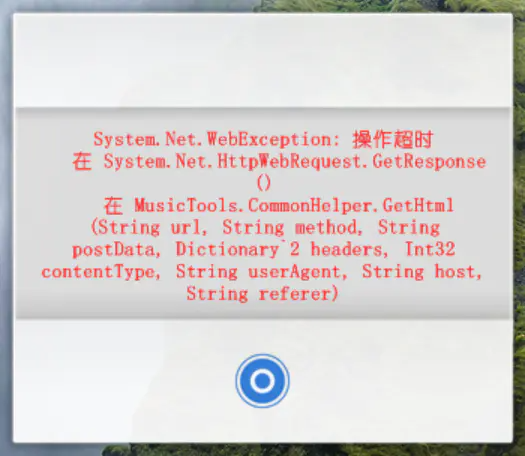 System.Net.WebException: 操作超时
在 System.Net.HttpWebRequest.GetResponse
()
在 MusicTools.CommonHelper.GetHtml
(String url, String method, String
postData, Dictionary`2 headers, Int32
contentType, String userAgent, String host,
String referer)